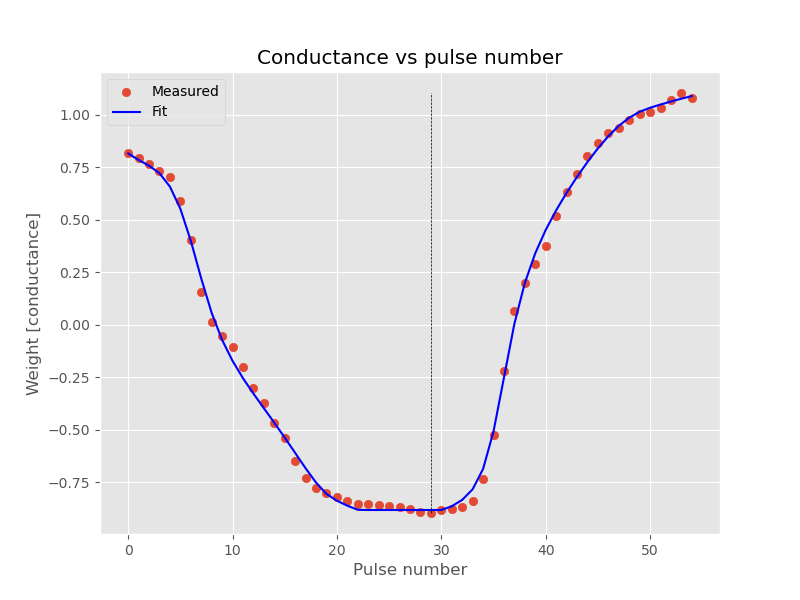 Conductance vs pulse number
Measured
Fit
1.00
0.75
0.50
0.25
0.00
−0.25
−0.50
−0.75
Weight [conductance]
0 10 20 30 40 50
Pulse number